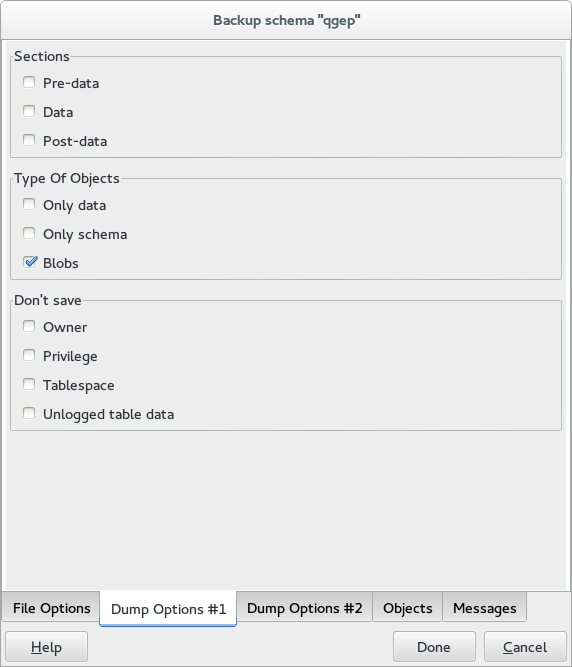 Backup schema "qgep"
Sections
Pre-data
Data
Post-data
Type Of Objects
Only data
Only schema
Blobs
Don't save
Owner
Privilege
Tablespace
Unlogged table data
File Options
Dump Options #1
Dump Options #2
Objects
Messages
Help
Done
Cancel